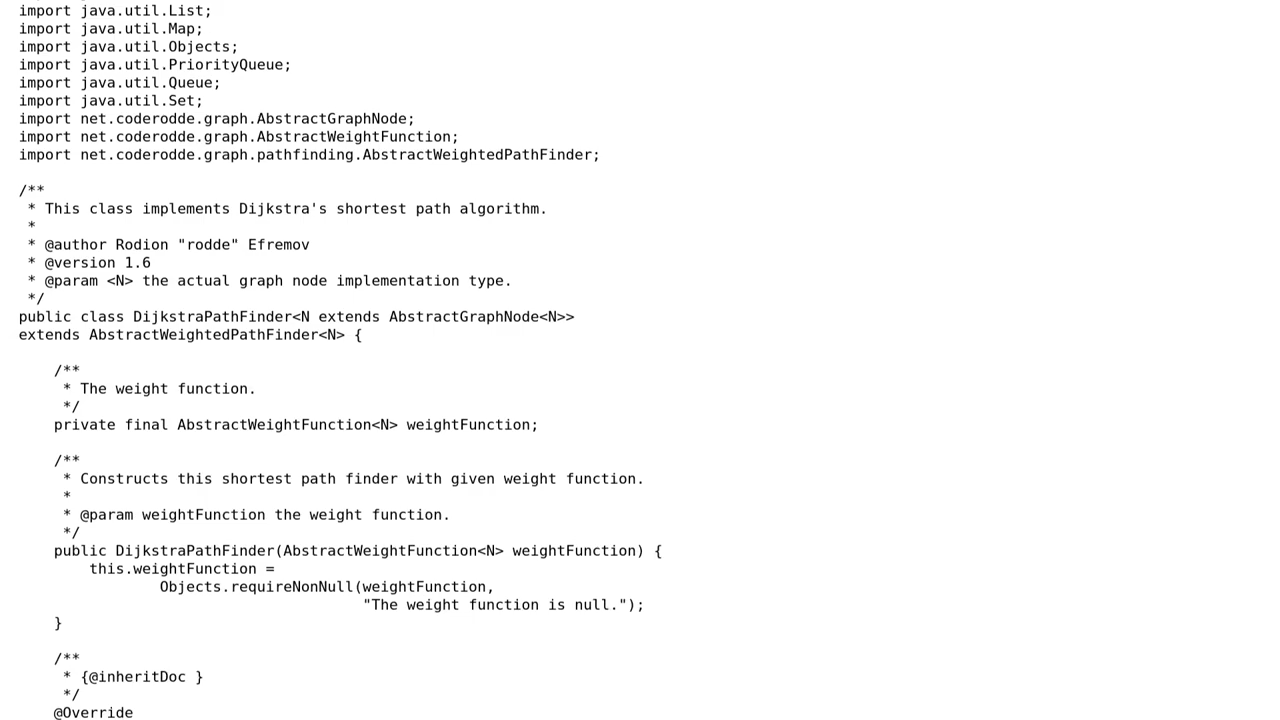 import java.util.List;
import java.util.Map;
import java.util.Objects;
import java.util.PriorityQueue;
import java.util.Queue;
import java.util.Set;
import net.coderodde.graph.AbstractGraphNode;
import net.coderodde.graph.AbstractWeightFunction;
import net.coderodde.graph.pathfinding.AbstractWeightedPathFinder;

/**
 * This class implements Dijkstra's shortest path algorithm.
 *
 * @author Rodion "rodde" Efremov
 * @version 1.6
 * @param <N> the actual graph node implementation type.
 */
public class DijkstraPathFinder<N extends AbstractGraphNode<N>>
extends AbstractWeightedPathFinder<N> {

    /**
     * The weight function.
     */
    private final AbstractWeightFunction<N> weightFunction;

    /**
     * Constructs this shortest path finder with given weight function.
     *
     * @param weightFunction the weight function.
     */
    public DijkstraPathFinder(AbstractWeightFunction<N> weightFunction) {
        this.weightFunction =
                Objects.requireNonNull(weightFunction,
                                       "The weight function is null.");
    }

    /**
     * {@inheritDoc }
     */
    @Override